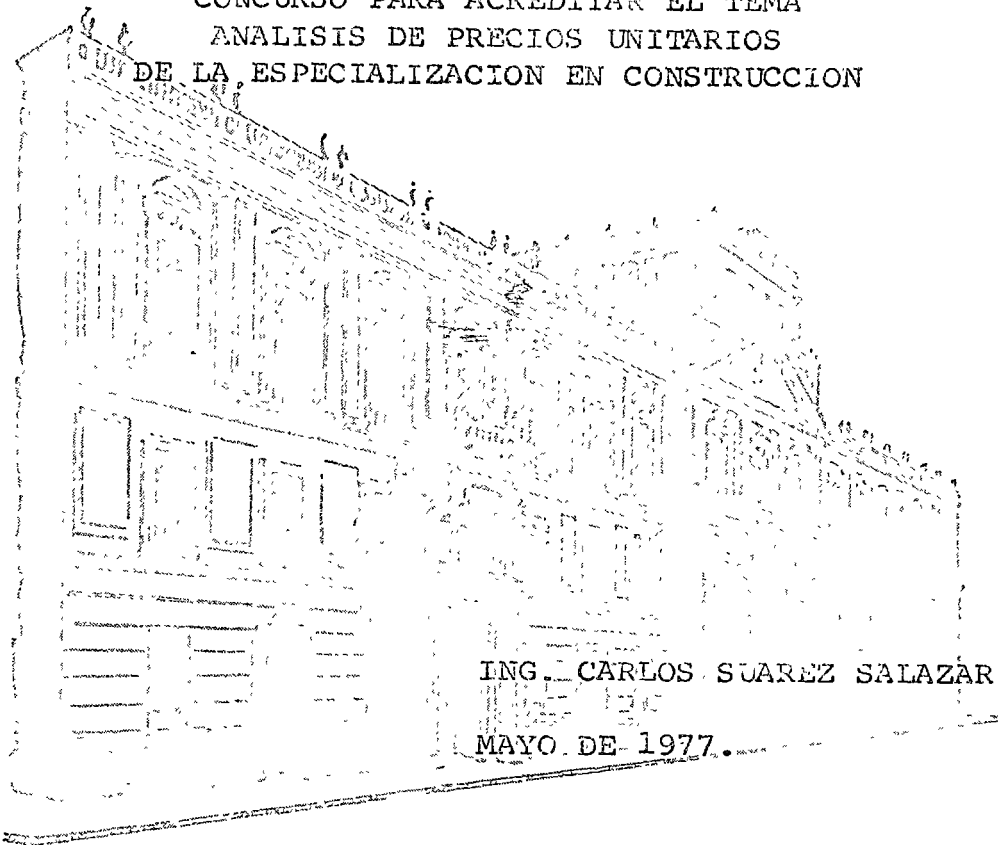 CONCURSO PARA ACREDITAR EL TEMA
ANALISIS DE PRECIOS UNITARIOS
DE LA ESPECIALIZACION EN CONSTRUCCION
ING. CARLOS SUAREZ SALAZAR
MAYO DE 1977.